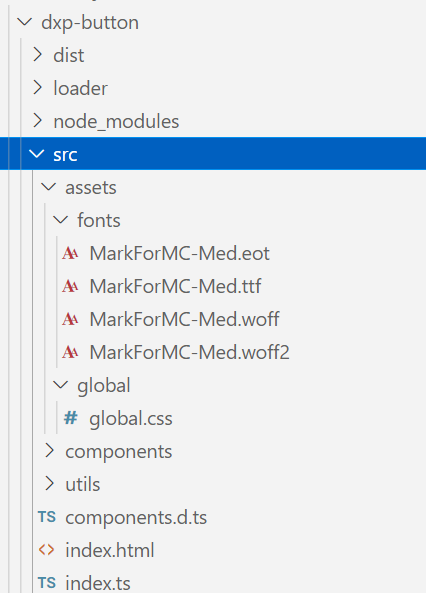 dxp-button
dist
loader
node_modules
src
assets
fonts
MarkForMC-Med.eot
MarkForMC-Med.ttf
MarkForMC-Med.woff
MarkForMC-Med.woff2
global
# global.css
components
utils
TS components.d.ts
<> index.html
TS index.ts